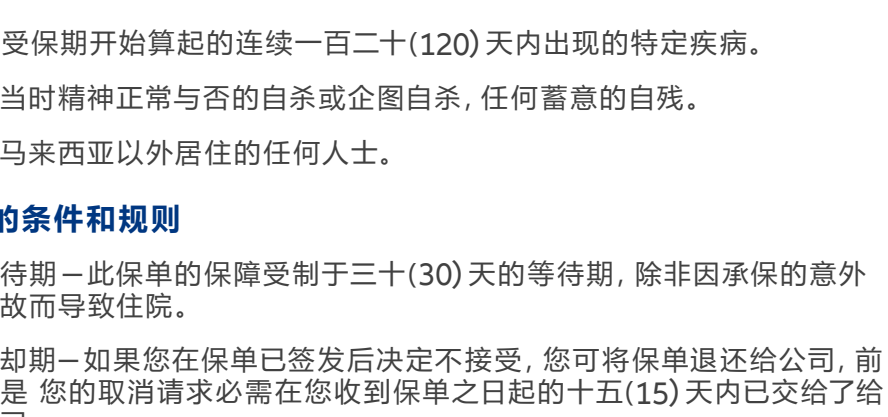 受保期开始算起的连续一百二十(120) 天内出现的特定疾病。
当时精神正常与否的自杀或企图自杀, 任何蓄意的自残。
马来西亚以外居住的任何人士。
的条件和规则
待期 – 此保单的保障受制于三十(30) 天的等待期, 除非因承保的意外
故而导致住院。
却期– 如果您在保单已签发后决定不接受, 您可将保单退还给公司, 前
是 您的取消请求必需在您收到保单之日起的十五(15) 天内已交给了给